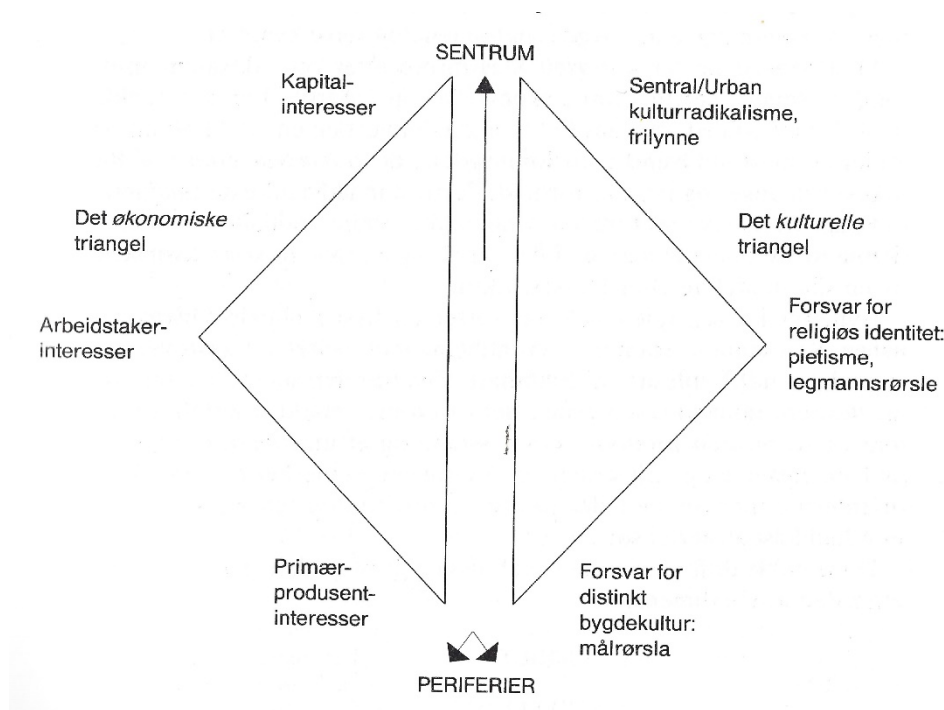 SENTRUM
Kapital-
interesser
Sentral/Urban
kulturradikalisme,
frilynne
Det økonomiske
triangel
Det kulturelle
triangel
Arbeidstaker-
interesser
Forsvar for
religiøs identitet:
pietisme,
legmannsrørsle
Primær-
produsent-
interesser
Forsvar for
distinkt
bygdekultur:
målrørsla
PERIFERIER